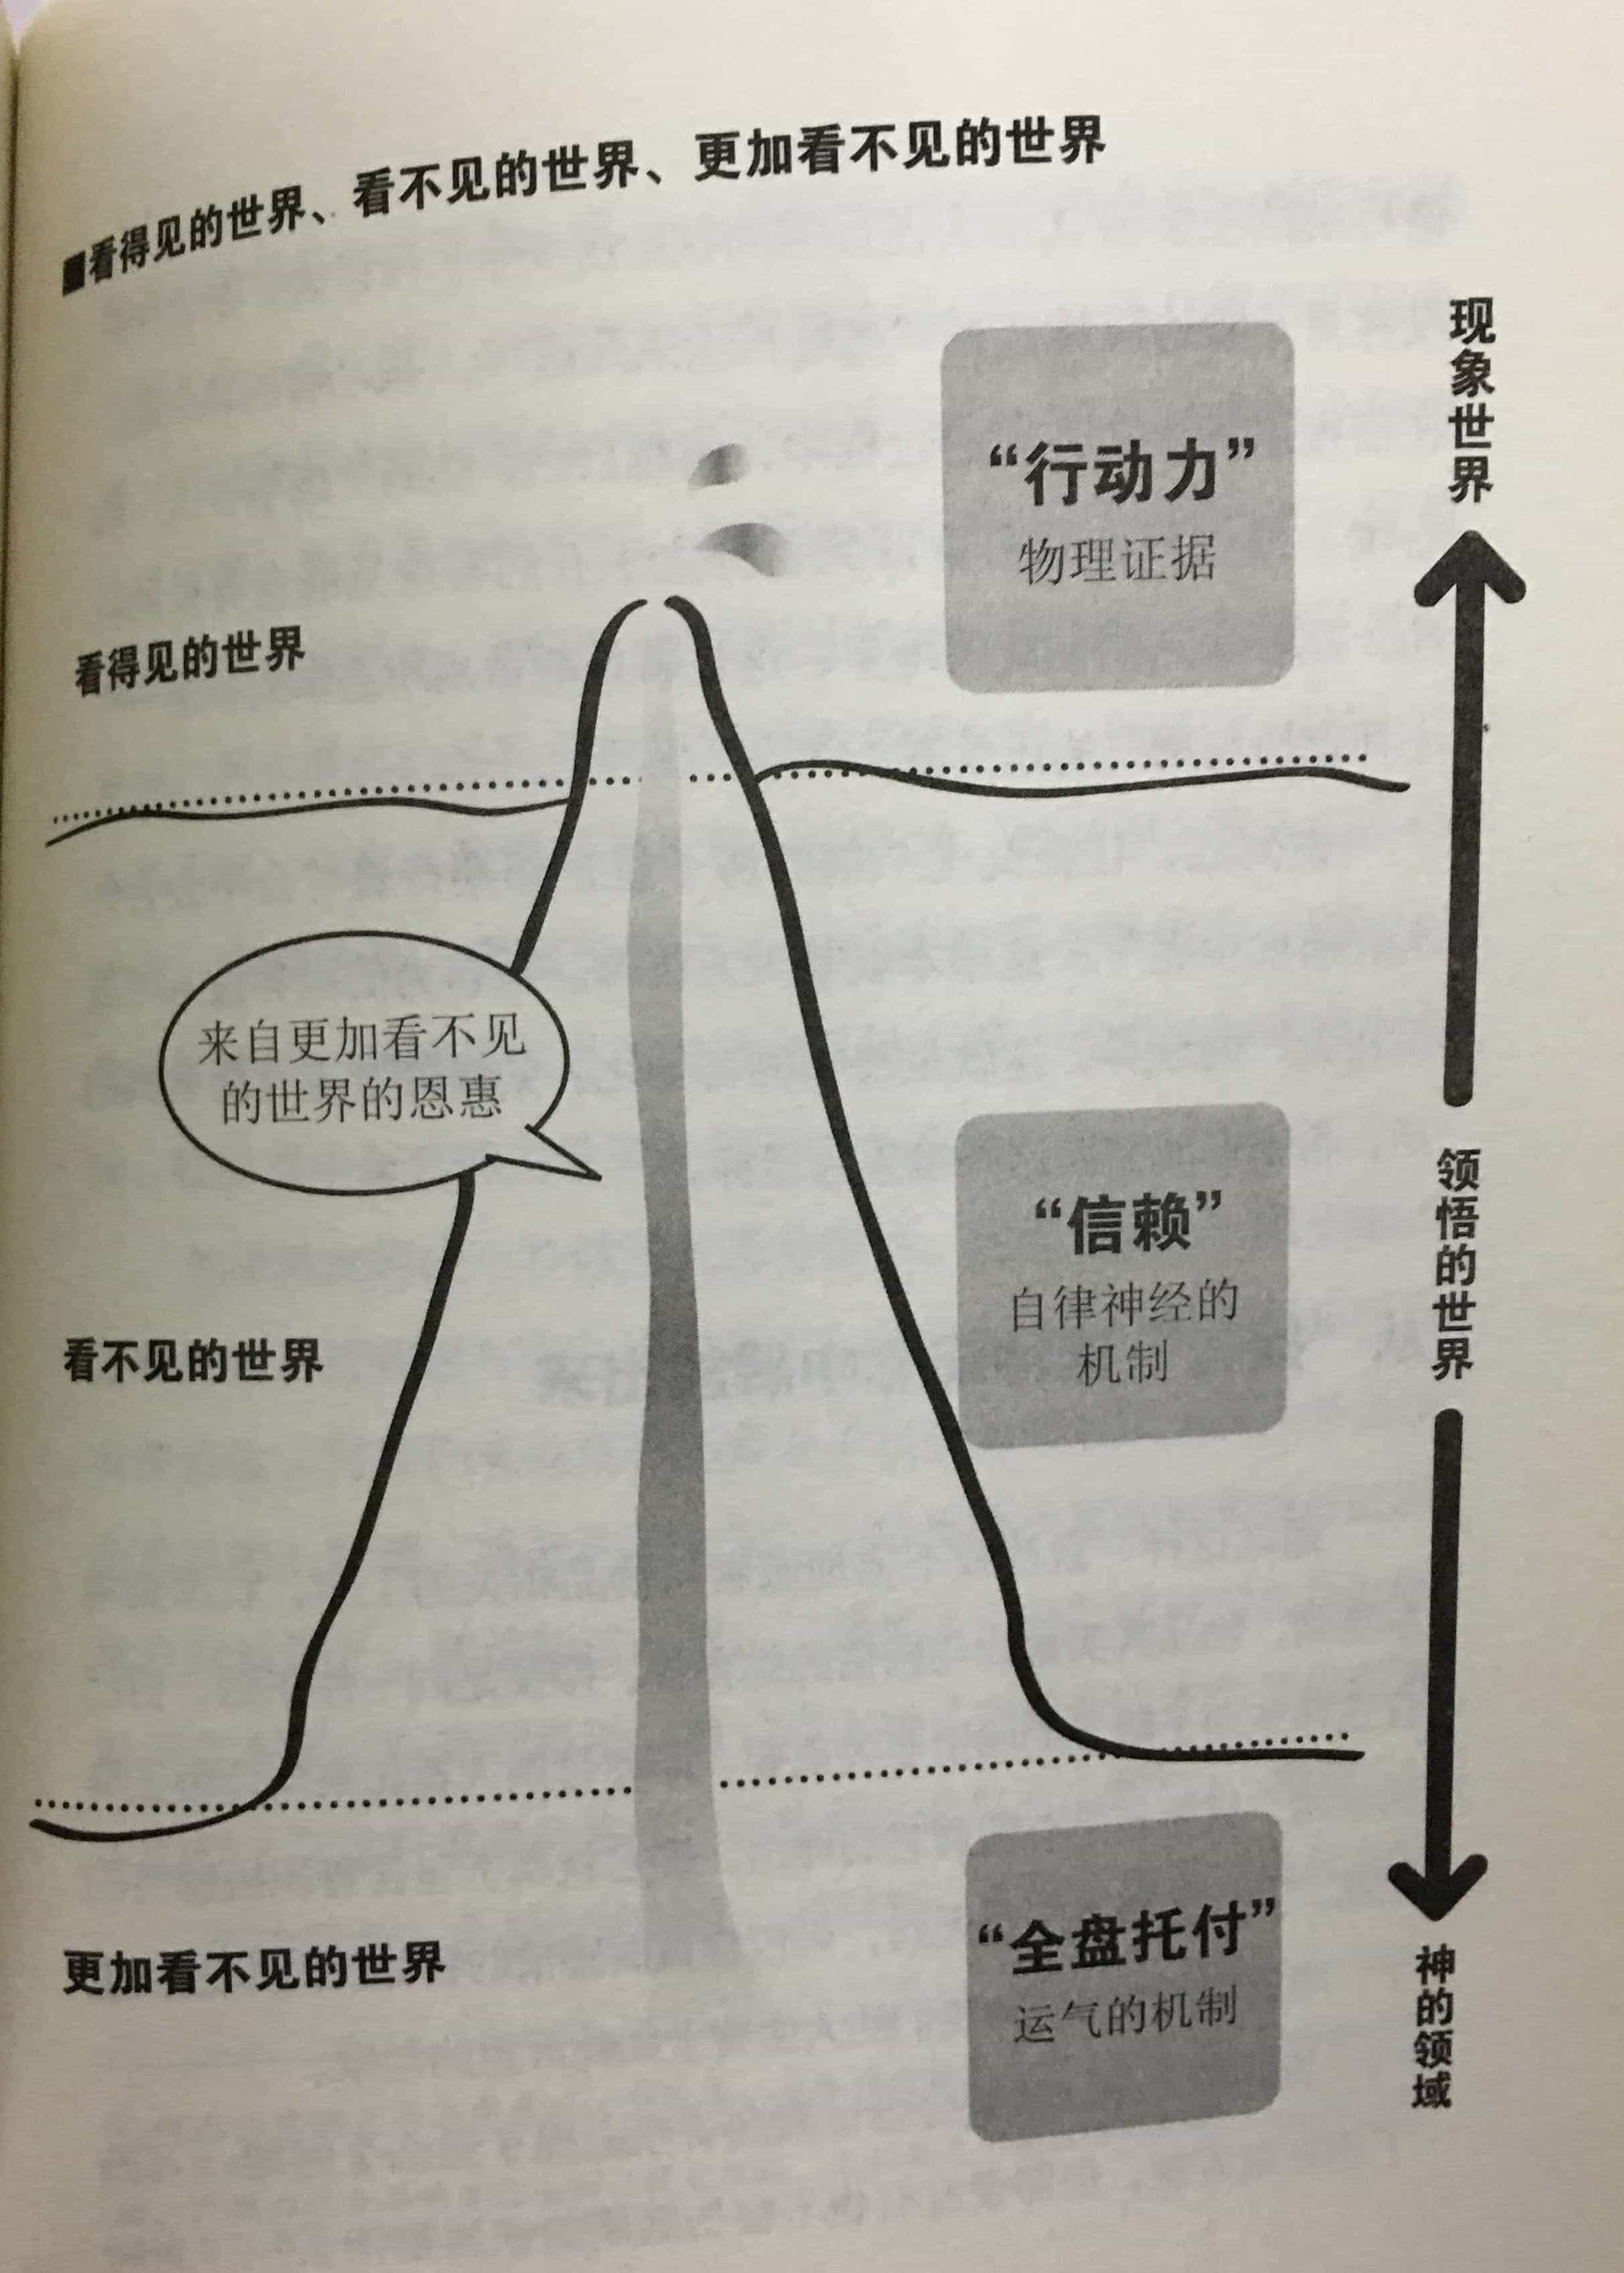 ■看得见的世界、看不见的世界、更加看不见的世界
现象世界
“行动力”
物理证据
看得见的世界
来自更加看不见
的世界的恩惠
领悟的世界
“信赖”
自律神经的
机制
看不见的世界
“全盘托付”
运气的机制
更加看不见的世界
神的领域